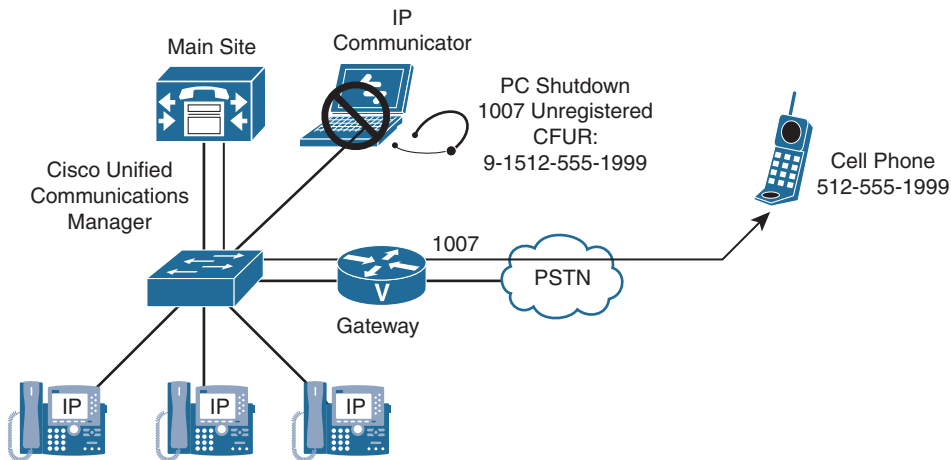 Main Site
IP
Communicator
PC Shutdown
1007 Unregistered
CFUR:
9-1512-555-1999
Cell Phone
512-555-1999
Cisco Unified
Communications
Manager
1007
V
Gateway
PSTN
IP
IP
IP